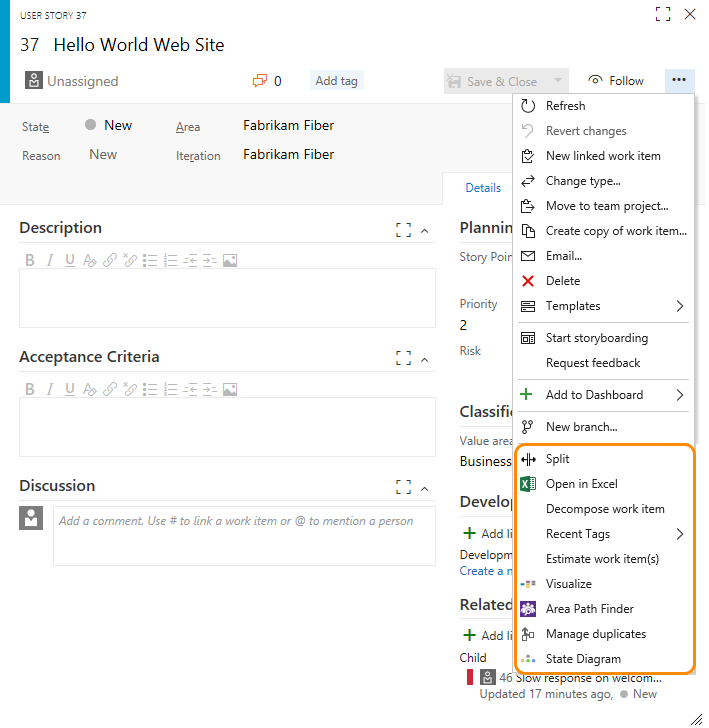 USER STORY 37
37 Hello World Web Site
Unassigned
0
Add tag
Save & Close
Follow
State
New
Area
Fabrikam Fiber
Reason
New
Iteration
Fabrikam Fiber
Details
Description
B I U
Acceptance Criteria
B I U
Discussion
Add a comment. Use # to link a work item or @ to mention a person
Plannin
Story Poin
Priority
2
Risk
Classific
Value area
Business
Develop
Add li
Developm
Create a n
Related
Add li
Child
46 Slow response on welcom...
Updated 17 minutes ago,
New
Refresh
Revert changes
New linked work item
Change type...
Move to team project...
Create copy of work item...
Email...
Delete
Templates
Start storyboarding
Request feedback
Add to Dashboard
New branch...
Split
Open in Excel
Decompose work item
Recent Tags
Estimate work item(s)
Visualize
Area Path Finder
Manage duplicates
State Diagram